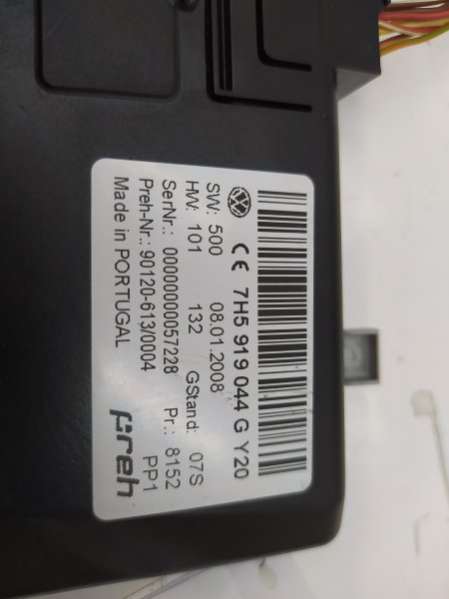 CE 7H5 919 044 G Y20
SW: 500 08.01.2008
HW: 101 132 GStand: 07S
SerNr.: 00000000057228 Pr.: 8152
Preh-Nr.: 90120-613/0004 PP1
Made in PORTUGAL preh